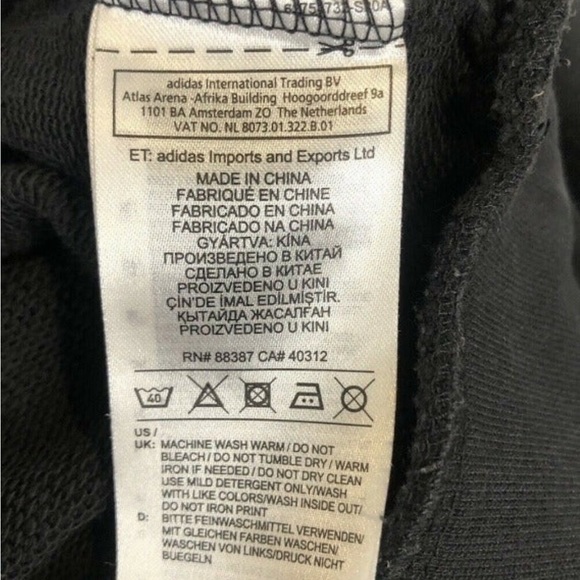 adidas International Trading BV
Atlas Arena -Afrika Building Hoogoorddreef 9a
1101 BA Amsterdam ZO The Netherlands
VAT NO. NL 8073.01.322.B.01
ET: adidas Imports and Exports Ltd
MADE IN CHINA
FABRIQUÉ EN CHINE
FABRICADO EN CHINA
FABRICADO NA CHINA
GYÁRTVA: KÍNA
ПРОИЗВЕДЕНО В КИТАЙ
СДЕЛАНО В КИТАЕ
PROIZVEDENO U KINI
ÇİN'DE İMAL EDİLMİŞTİR.
ҚЫТАЙДА ЖАСАЛҒАН
PROIZVEDENO U KINI
RN# 88387 CA# 40312
40
US /
UK: MACHINE WASH WARM / DO NOT
BLEACH / DO NOT TUMBLE DRY / WARM
IRON IF NEEDED / DO NOT DRY CLEAN
USE MILD DETERGENT ONLY/WASH
WITH LIKE COLORS/WASH INSIDE OUT/
DO NOT IRON PRINT
D: BITTE FEINWASCHMITTEL VERWENDEN/
MIT GLEICHEN FARBEN WASCHEN/
WASCHEN VON LINKS/DRUCK NICHT
BUEGELN